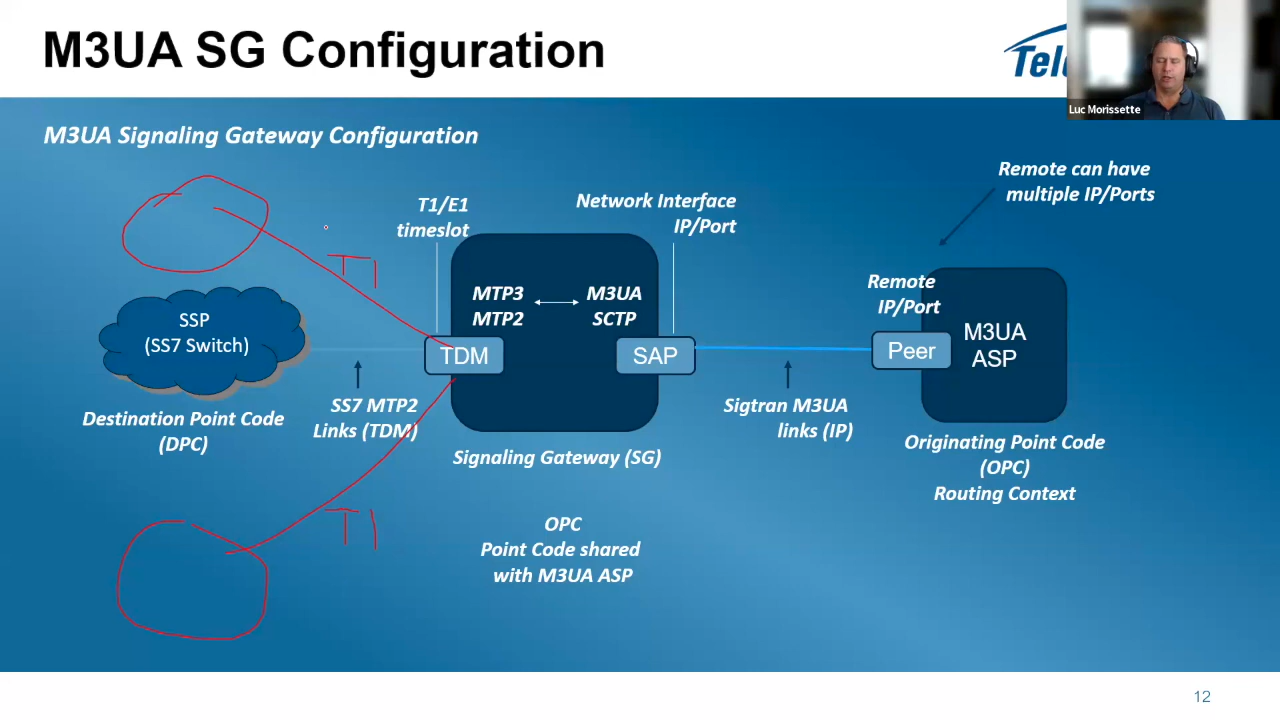 M3UA SG Configuration
Tele
Luc Morissette
M3UA Signaling Gateway Configuration
Remote can have
multiple IP/Ports
T1/E1
timeslot
Network Interface
IP/Port
T1
MTP3
MTP2
M3UA
SCTP
Remote
IP/Port
SSP
(SS7 Switch)
TDM
SAP
Peer
M3UA
ASP
Destination Point Code
(DPC)
SS7 MTP2
Links (TDM)
Signaling Gateway (SG)
Sigtran M3UA
links (IP)
Originating Point Code
(OPC)
Routing Context
T1
OPC
Point Code shared
with M3UA ASP
12